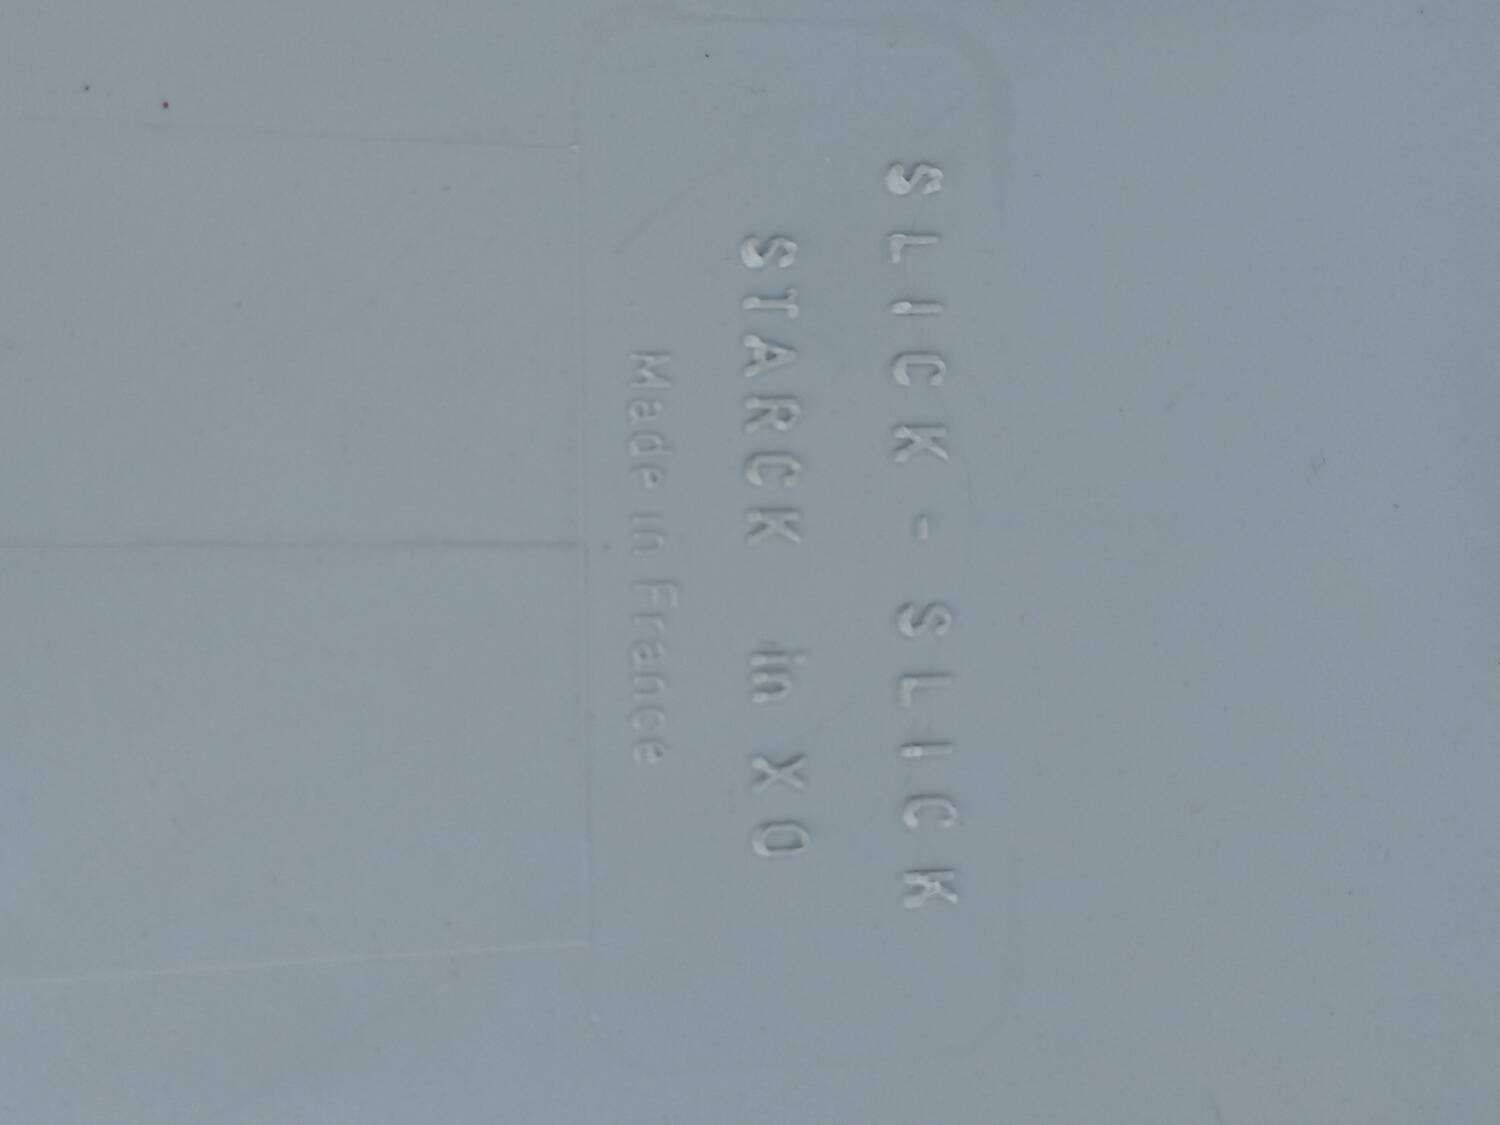 SLICK - SLICK
STARCK in XO
Made in France